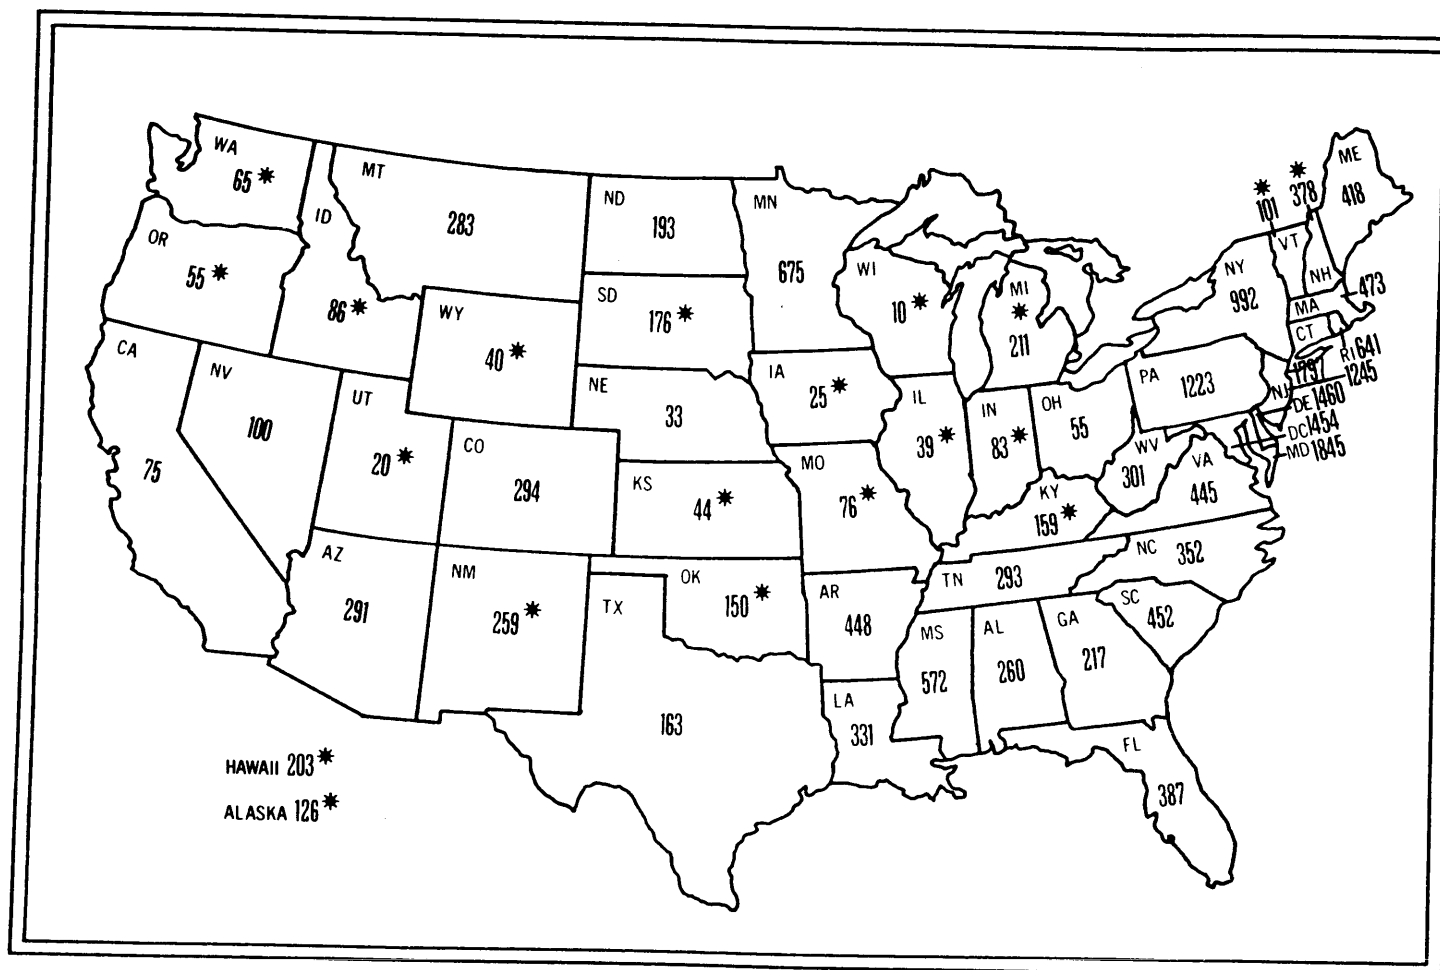 WA
65 *
MT
283
ID
86 *
OR
55 *
ND
193
MN
675
SD
176 *
WY
40 *
WI
10 *
MI
*
211
NY
992
* 
101
VT
* 
378
NH
ME
418
MA
473
CT
RI 641
1797
NJ
1245
DE 1460
DC 1454
MD 1845
CA
75
NV
100
UT
20 *
CO
294
NE
33
IA
25 *
IL
39 *
IN
83 *
OH
55
PA
1223
WV
301
VA
445
KS
44 *
MO
76 *
KY
159 *
AZ
291
NM
259 *
OK
150 *
TX
163
AR
448
TN
293
NC
352
SC
452
MS
572
AL
260
GA
217
LA
331
FL
387
HAWAII 203 *
ALASKA 126 *